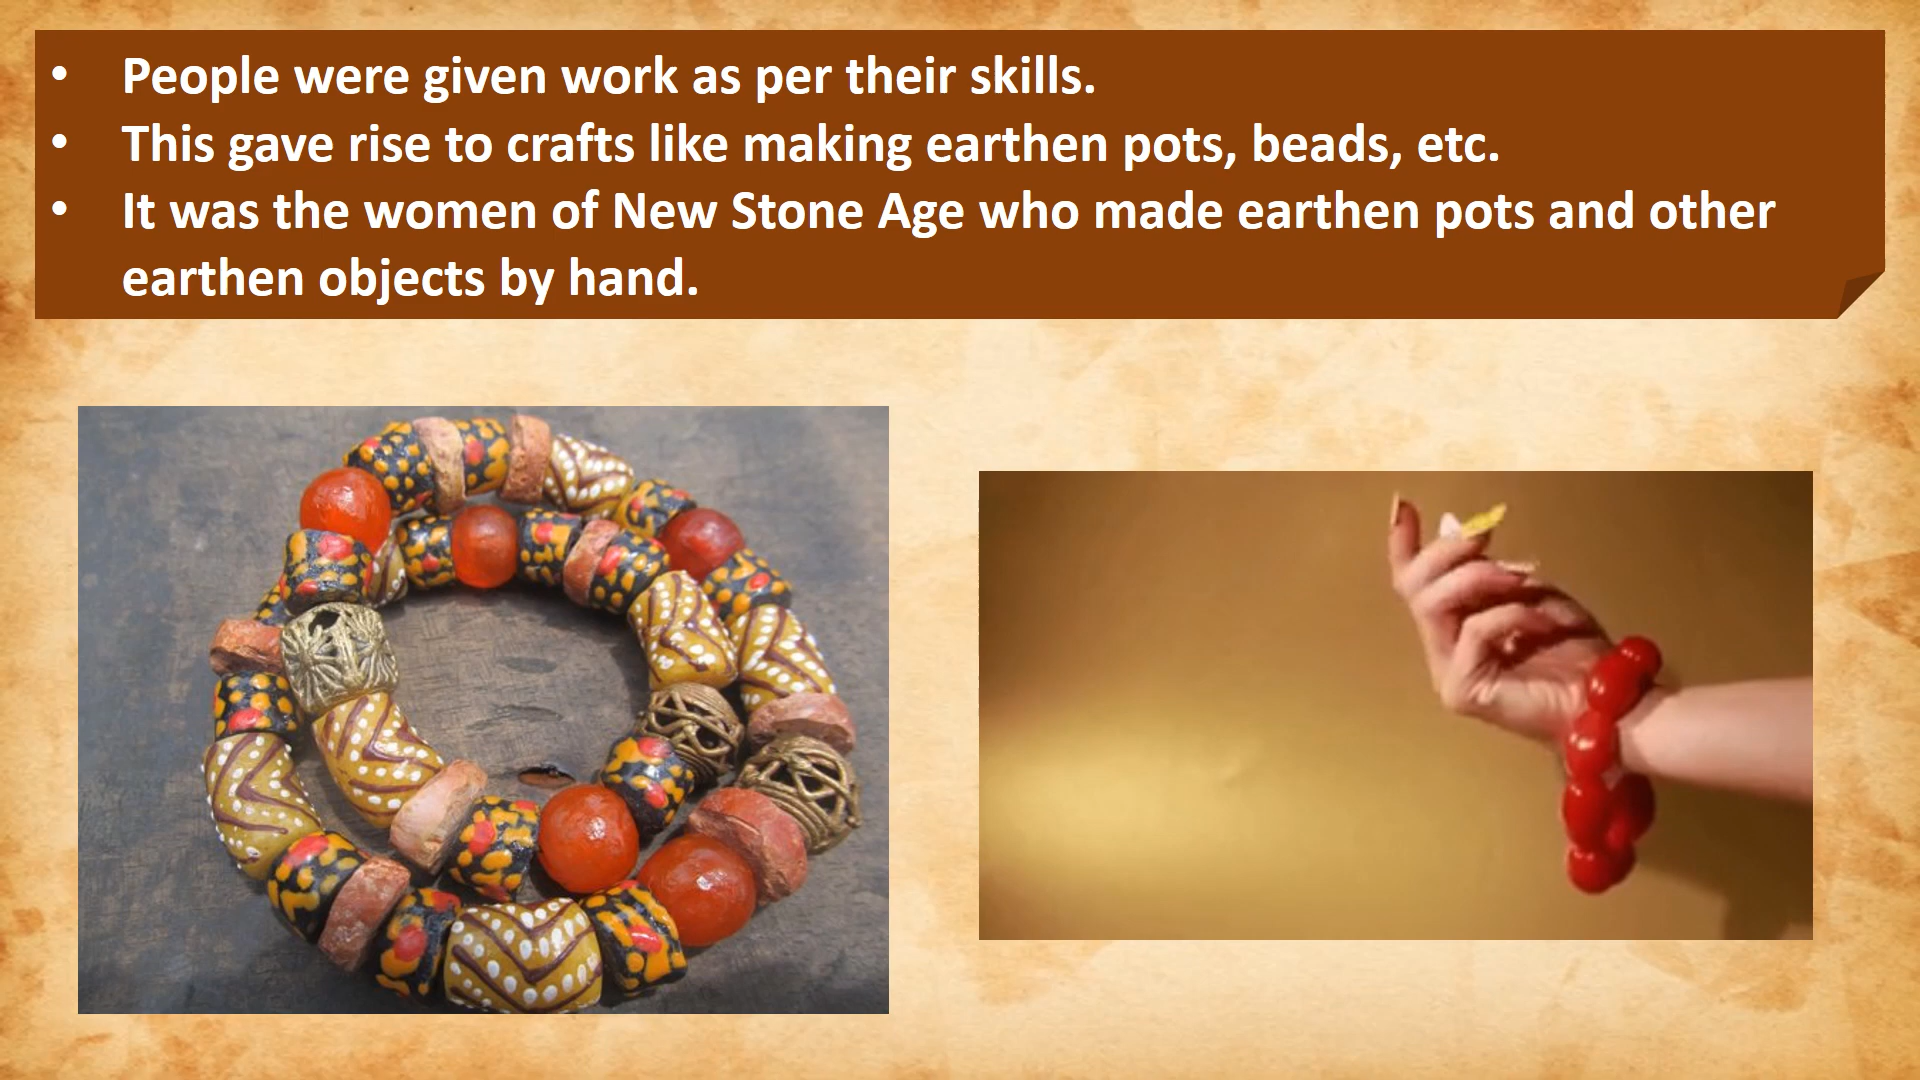 • People were given work as per their skills.
• This gave rise to crafts like making earthen pots, beads, etc.
• It was the women of New Stone Age who made earthen pots and other
earthen objects by hand.